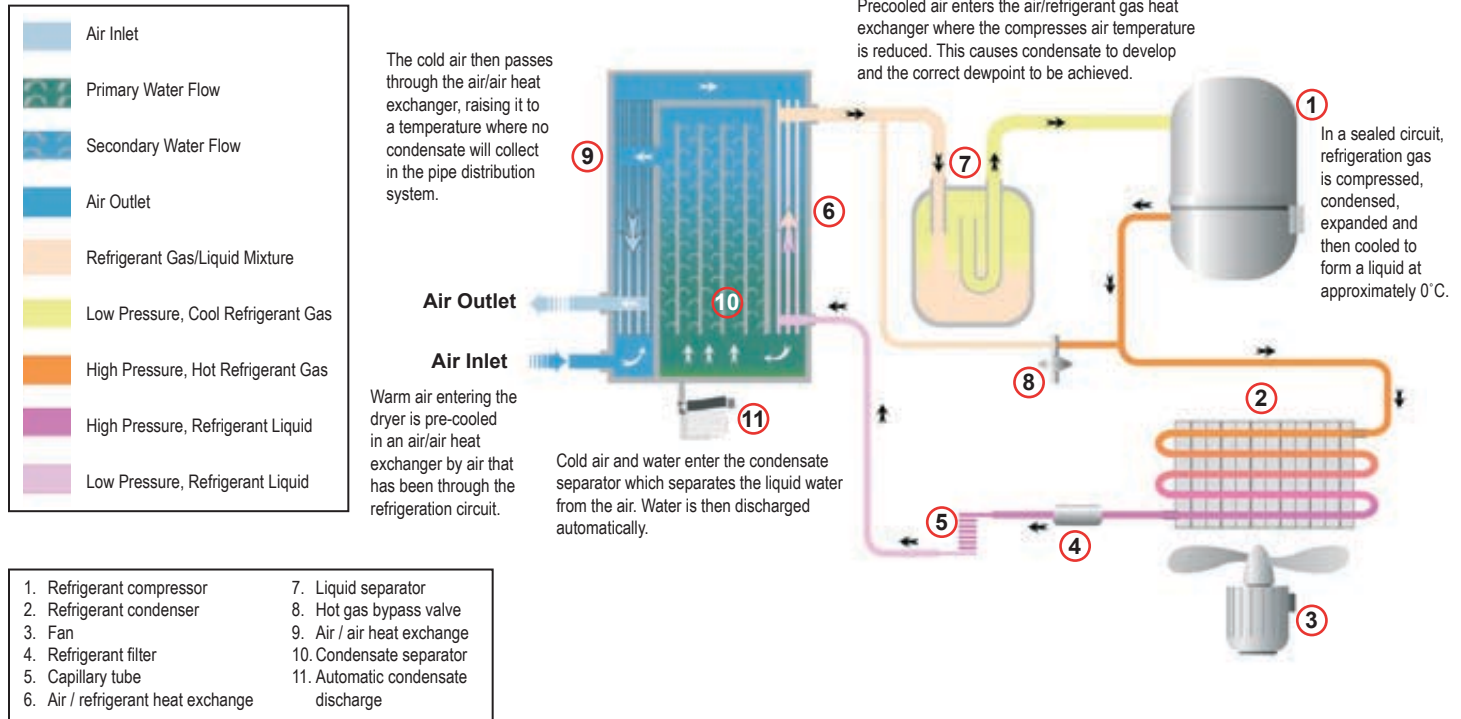 Air Inlet
Primary Water Flow
Secondary Water Flow
Air Outlet
Refrigerant Gas/Liquid Mixture
Low Pressure, Cool Refrigerant Gas
High Pressure, Hot Refrigerant Gas
High Pressure, Refrigerant Liquid
Low Pressure, Refrigerant Liquid
The cold air then passes
through the air/air heat
exchanger, raising it to
a temperature where no
condensate will collect
in the pipe distribution
system.
Precooled air enters the air/refrigerant gas heat
exchanger where the compresses air temperature
is reduced. This causes condensate to develop
and the correct dewpoint to be achieved.
1
In a sealed circuit,
refrigeration gas
is compressed,
condensed,
expanded and
then cooled to
form a liquid at
approximately 0˚C.
9
7
6
10
Air Outlet
Air Inlet
8
2
11
Warm air entering the
dryer is pre-cooled
in an air/air heat
exchanger by air that
has been through the
refrigeration circuit.
Cold air and water enter the condensate
separator which separates the liquid water
from the air. Water is then discharged
automatically.
5
4
3
1. Refrigerant compressor
2. Refrigerant condenser
3. Fan
4. Refrigerant filter
5. Capillary tube
6. Air / refrigerant heat exchange
7. Liquid separator
8. Hot gas bypass valve
9. Air / air heat exchange
10. Condensate separator
11. Automatic condensate
discharge